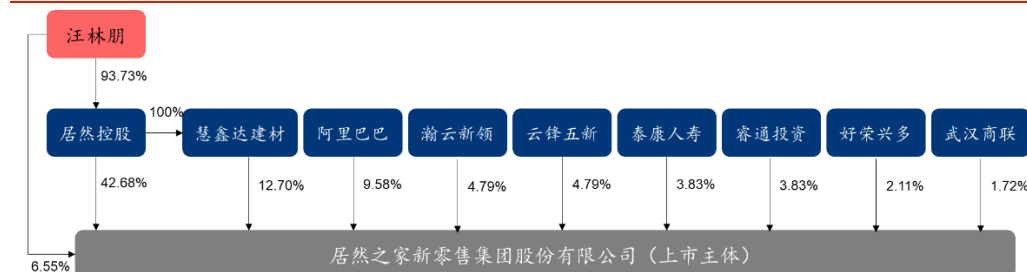 汪林朋
93.73%
居然控股
100%
慧鑫达建材
阿里巴巴
瀚云新领
云锋五新
泰康人寿
睿通投资
好荣兴多
武汉商联
42.68%
12.70%
9.58%
4.79%
4.79%
3.83%
3.83%
2.11%
1.72%
居然之家新零售集团股份有限公司（上市主体）
6.55%